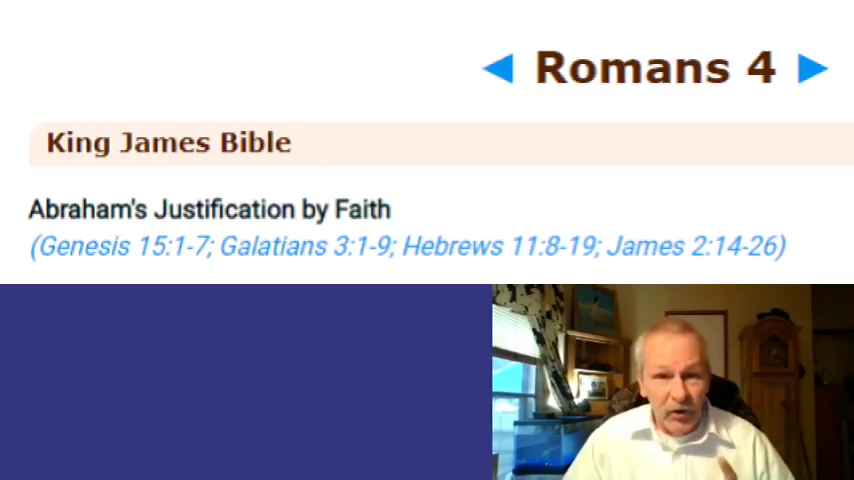 Romans 4
King James Bible
Abraham's Justification by Faith
(Genesis 15:1-7; Galatians 3:1-9; Hebrews 11:8-19; James 2:14-26)